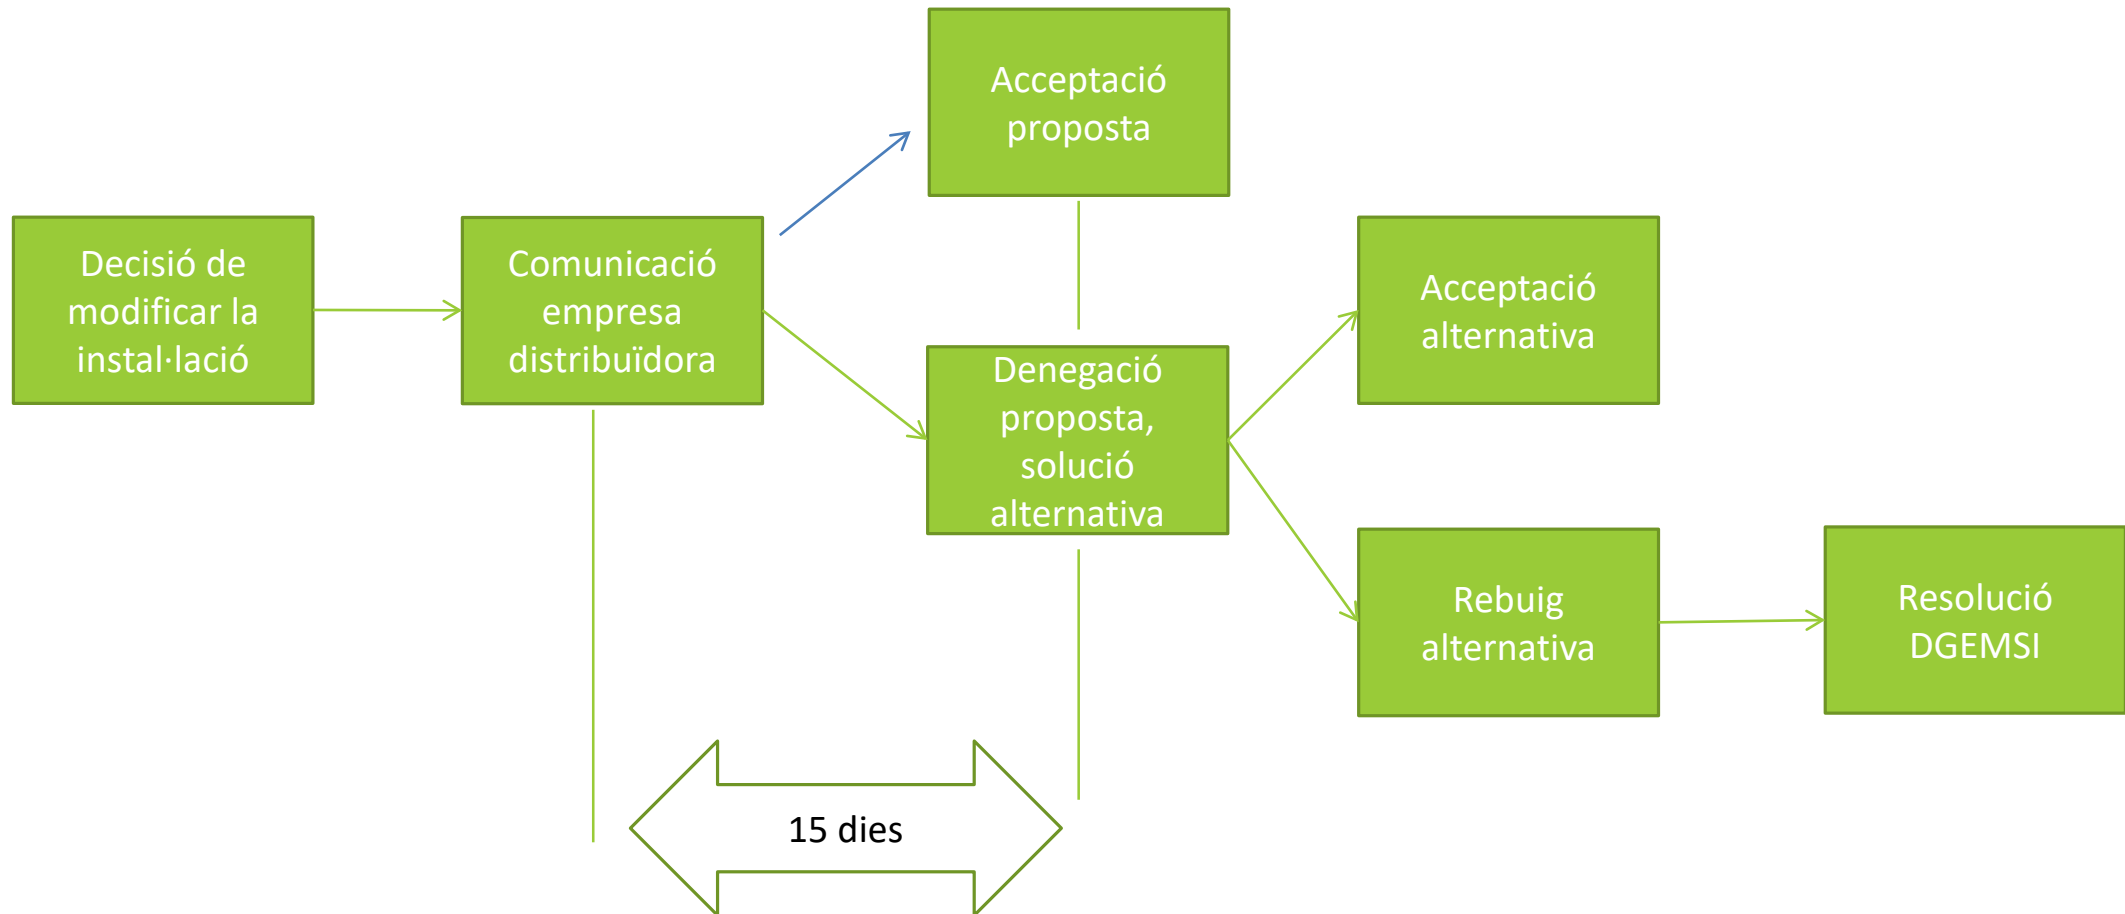 Decisió de
modificar la
instal·lació
Comunicació
empresa
distribuïdora
Acceptació
proposta
Denegació
proposta,
solució
alternativa
Acceptació
alternativa
Rebuig
alternativa
Resolució
DGEMSI
15 dies